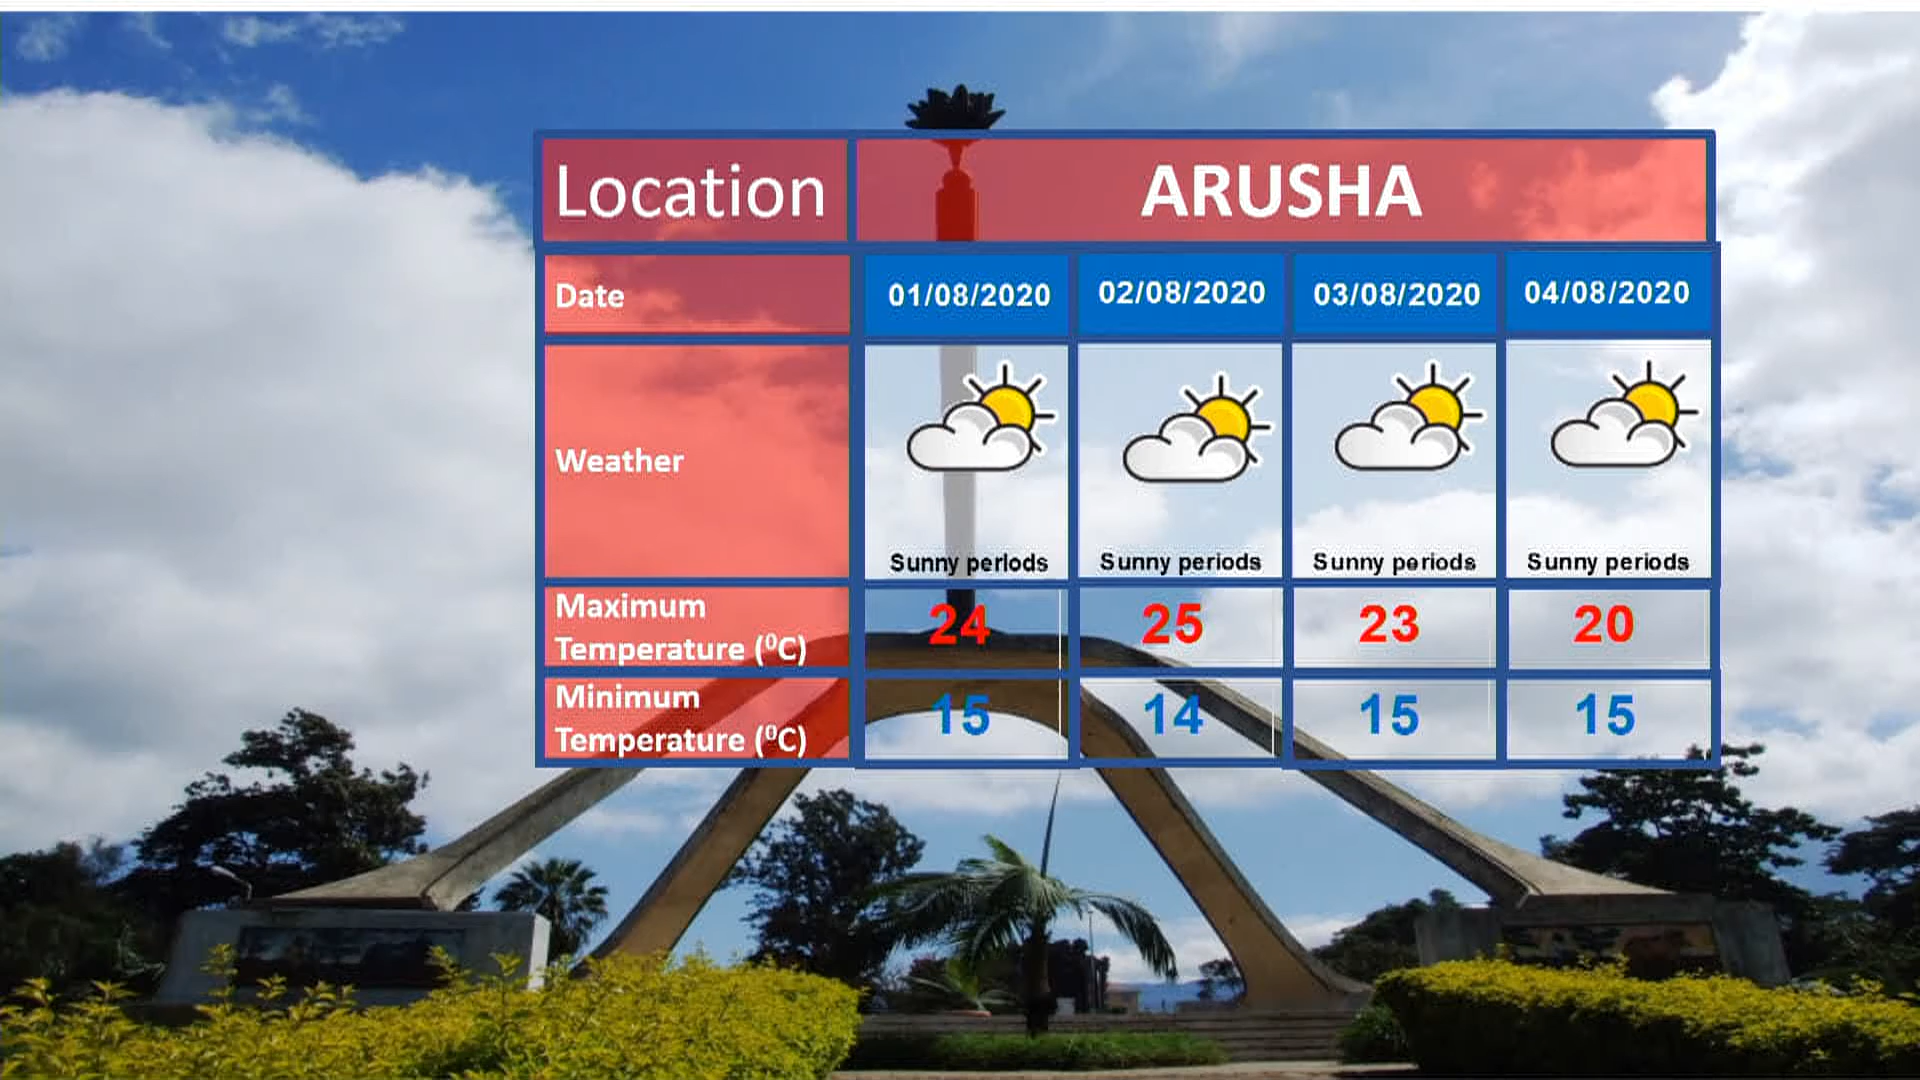 Location ARUSHA
Date 01/08/2020 02/08/2020 03/08/2020 04/08/2020
Weather
Sunny periods Sunny periods Sunny periods Sunny periods
Maximum
Temperature (⁰C) 24 25 23 20
Minimum
Temperature (⁰C) 15 14 15 15